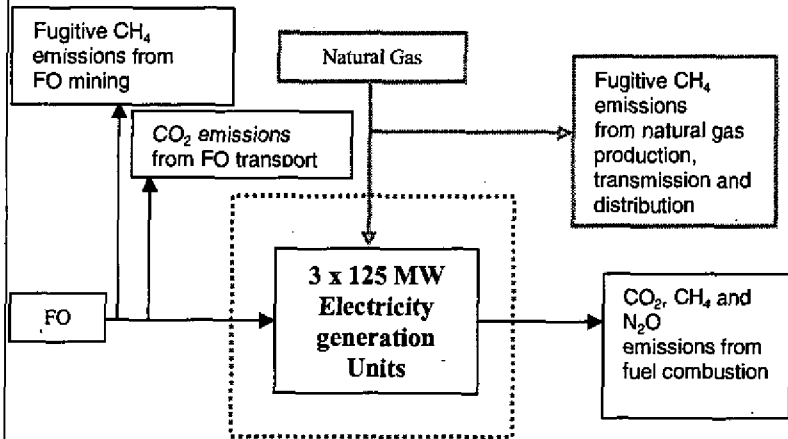 Fugitive CH₄
emissions from
FO mining
Natural Gas
Fugitive CH₄
emissions
from natural gas
production,
transmission and
distribution
CO₂ emissions
from FO transport
FO
3 x 125 MW
Electricity
generation
Units
CO₂, CH₄ and
N₂O
emissions from
fuel combustion